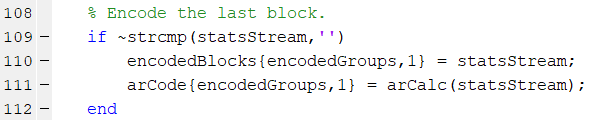 108 % Encode the last block.
109 – if ~strcmp(statsStream,'')
110 – encodedBlocks{encodedGroups,1} = statsStream;
111 – arCode{encodedGroups,1} = arCalc(statsStream);
112 – end